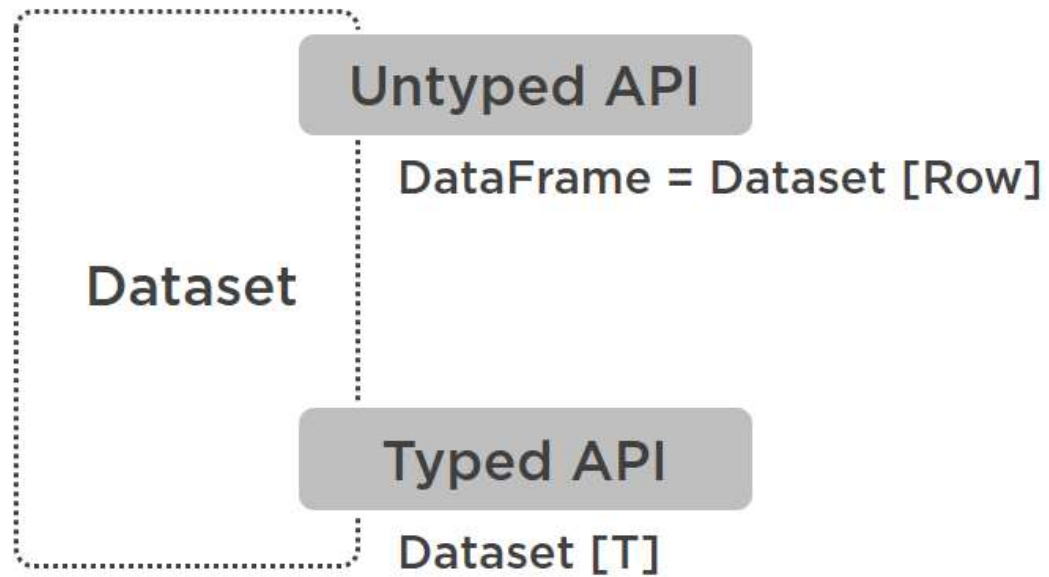 Untyped API
DataFrame = Dataset [Row]
Dataset
Typed API
Dataset [T]